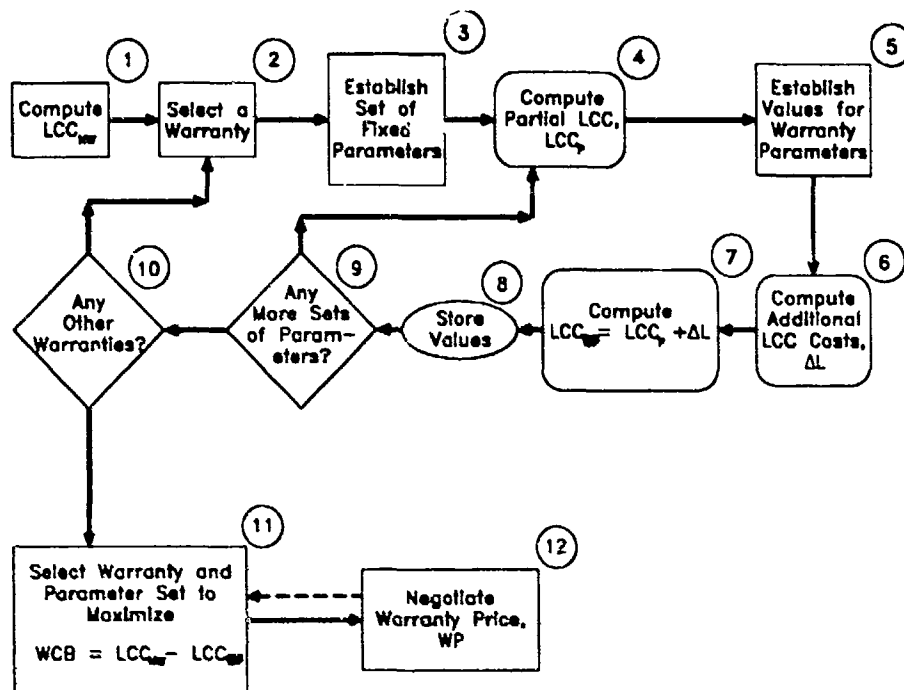 1
Compute
LCC
2
Select a
Warranty
3
Establish
Set of
Fixed
Parameters
4
Compute
Partial LCC,
LCCp
5
Establish
Values for
Warranty
Parameters
6
Compute
Additional
LCC Costs,
ΔL
7
Compute
LCC = LCCp +ΔL
8
Store
Values
9
Any
More Sets
of Param-
eters?
10
Any
Other
Warranties?
11
Select Warranty and
Parameter Set to
Maximize
WCB = LCC - LCC
12
Negotiate
Warranty Price,
WP